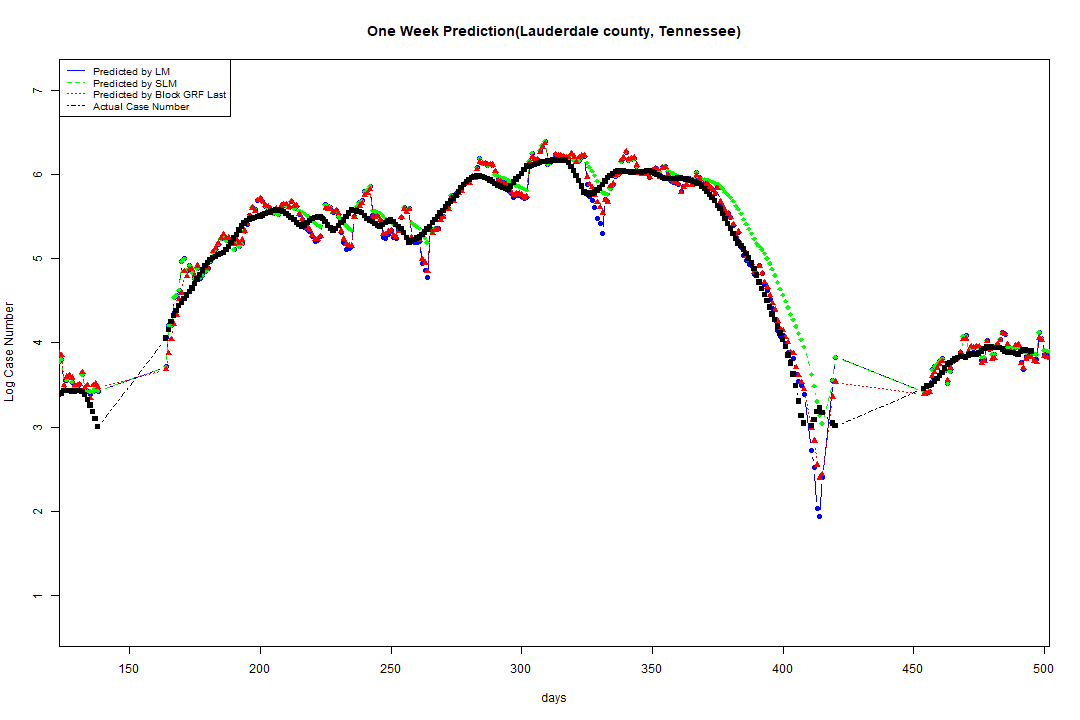 One Week Prediction(Lauderdale county, Tennessee)
Predicted by LM
Predicted by SLM
Predicted by Block GRF Last
Actual Case Number
Log Case Number
7
6
5
4
3
2
1
150 200 250 300 350 400 450 500
days